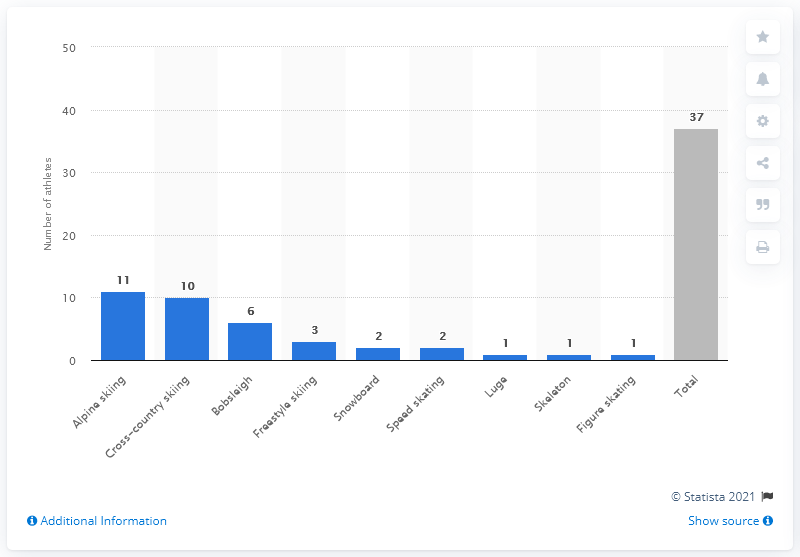 50
40
30
20
10
0
Number of athletes
11
10
6
3
2
2
1
1
1
37
Alpine skiing
Cross-country skiing
Bobsleigh
Freestyle skiing
Snowboard
Speed skating
Luge
Skeleton
Figure skating
Total
© Statista 2021
Additional Information
Show source